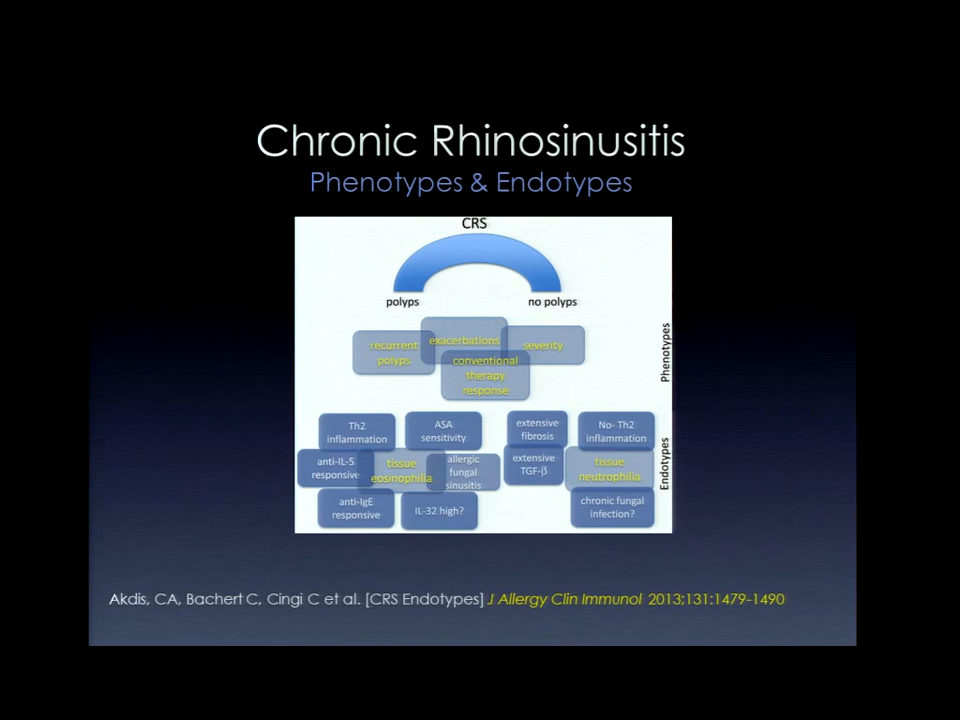 Chronic Rhinosinusitis
Phenotypes & Endotypes
CRS
polyps
no polyps
recurrent
polyps
exacerbations
severity
conventional
therapy
response
Phenotypes
Th2
inflammation
ASA
sensitivity
extensive
fibrosis
No- Th2
inflammation
anti-IL-5
responsive
tissue
eosinophilia
allergic
fungal
sinusitis
extensive
TGF-β
tissue
neutrophilia
anti-IgE
responsive
IL-32 high?
chronic fungal
infection?
Endotypes
Akdis, CA, Bachert C, Cingi C et al. [CRS Endotypes] J Allergy Clin Immunol 2013;131:1479-1490